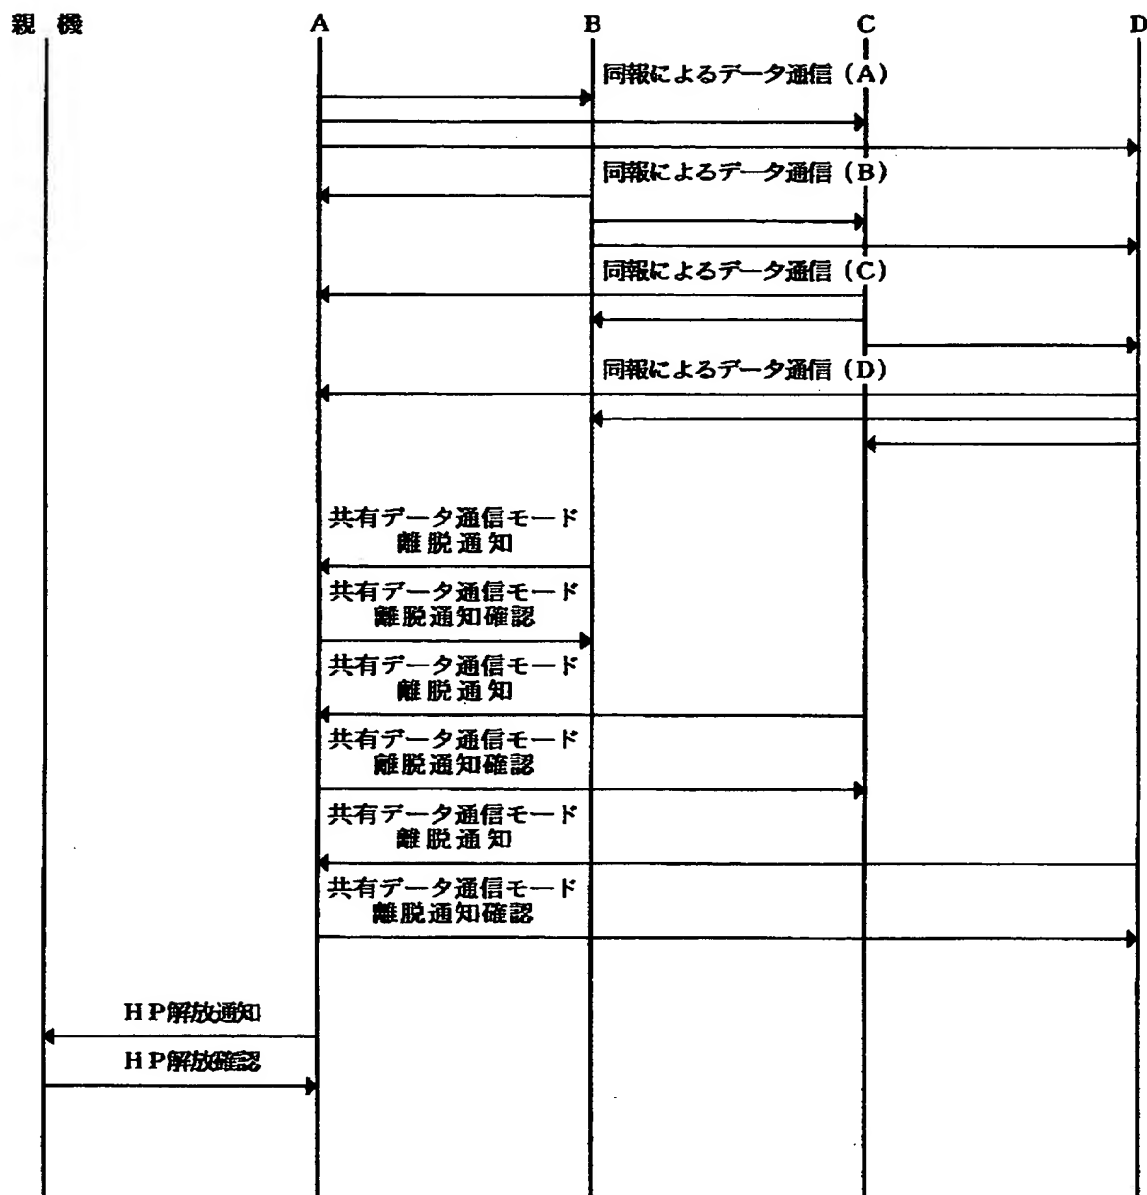 親機 A B C D
同報によるデータ通信（A）
同報によるデータ通信（B）
同報によるデータ通信（C）
同報によるデータ通信（D）
共有データ通信モード
離脱通知
共有データ通信モード
離脱通知確認
共有データ通信モード
離脱通知
共有データ通信モード
離脱通知確認
共有データ通信モード
離脱通知
共有データ通信モード
離脱通知確認
HP解放通知
HP解放確認